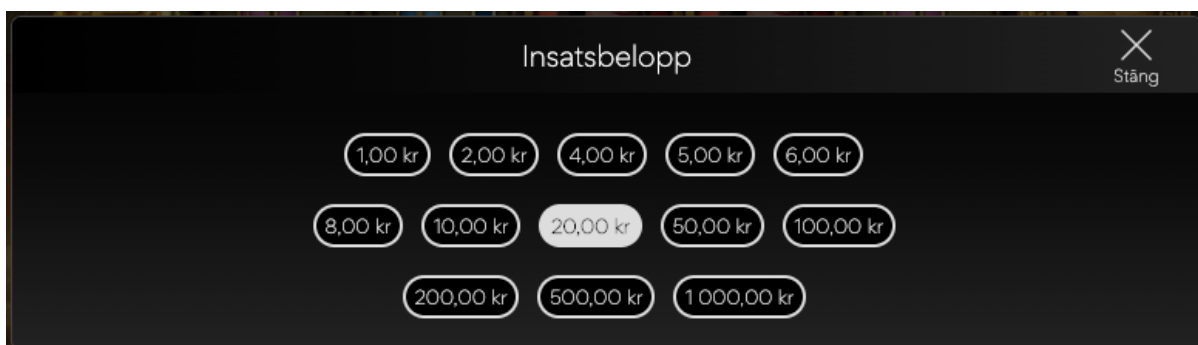 Insatsbelopp
Stäng
1,00 kr 2,00 kr 4,00 kr 5,00 kr 6,00 kr
8,00 kr 10,00 kr 20,00 kr 50,00 kr 100,00 kr
200,00 kr 500,00 kr 1 000,00 kr